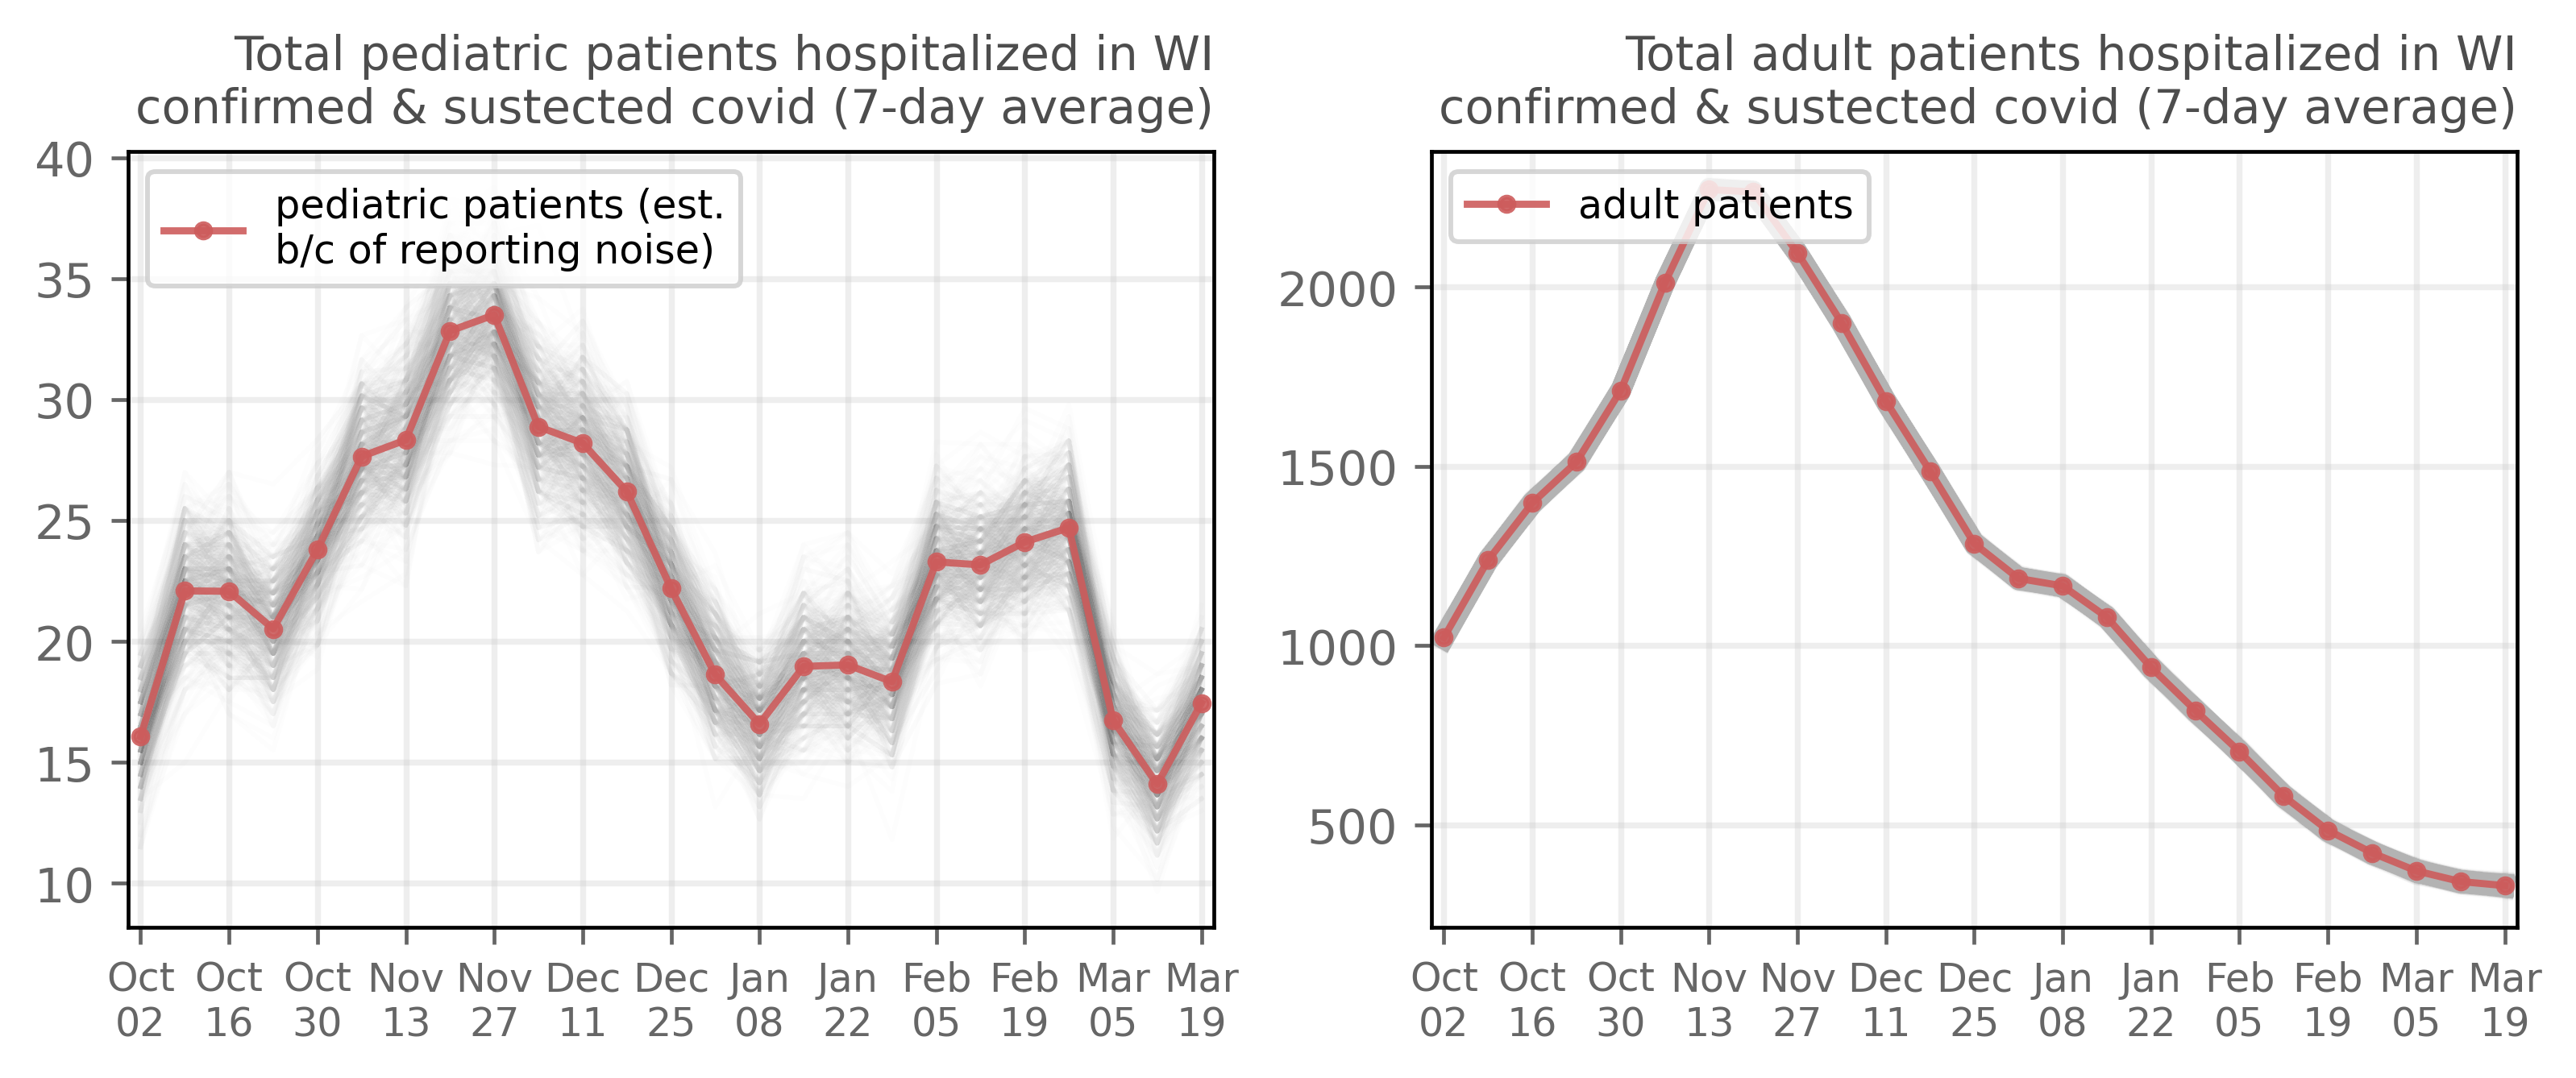 Total pediatric patients hospitalized in WI
confirmed & sustected covid (7-day average)
40
35
30
25
20
15
10
pediatric patients (est.
b/c of reporting noise)
Oct Oct Oct Nov Nov Dec Dec Jan Jan Feb Feb Mar Mar
02 16 30 13 27 11 25 08 22 05 19 05 19
Total adult patients hospitalized in WI
confirmed & sustected covid (7-day average)
2000
1500
1000
500
adult patients
Oct Oct Oct Nov Nov Dec Dec Jan Jan Feb Feb Mar Mar
02 16 30 13 27 11 25 08 22 05 19 05 19